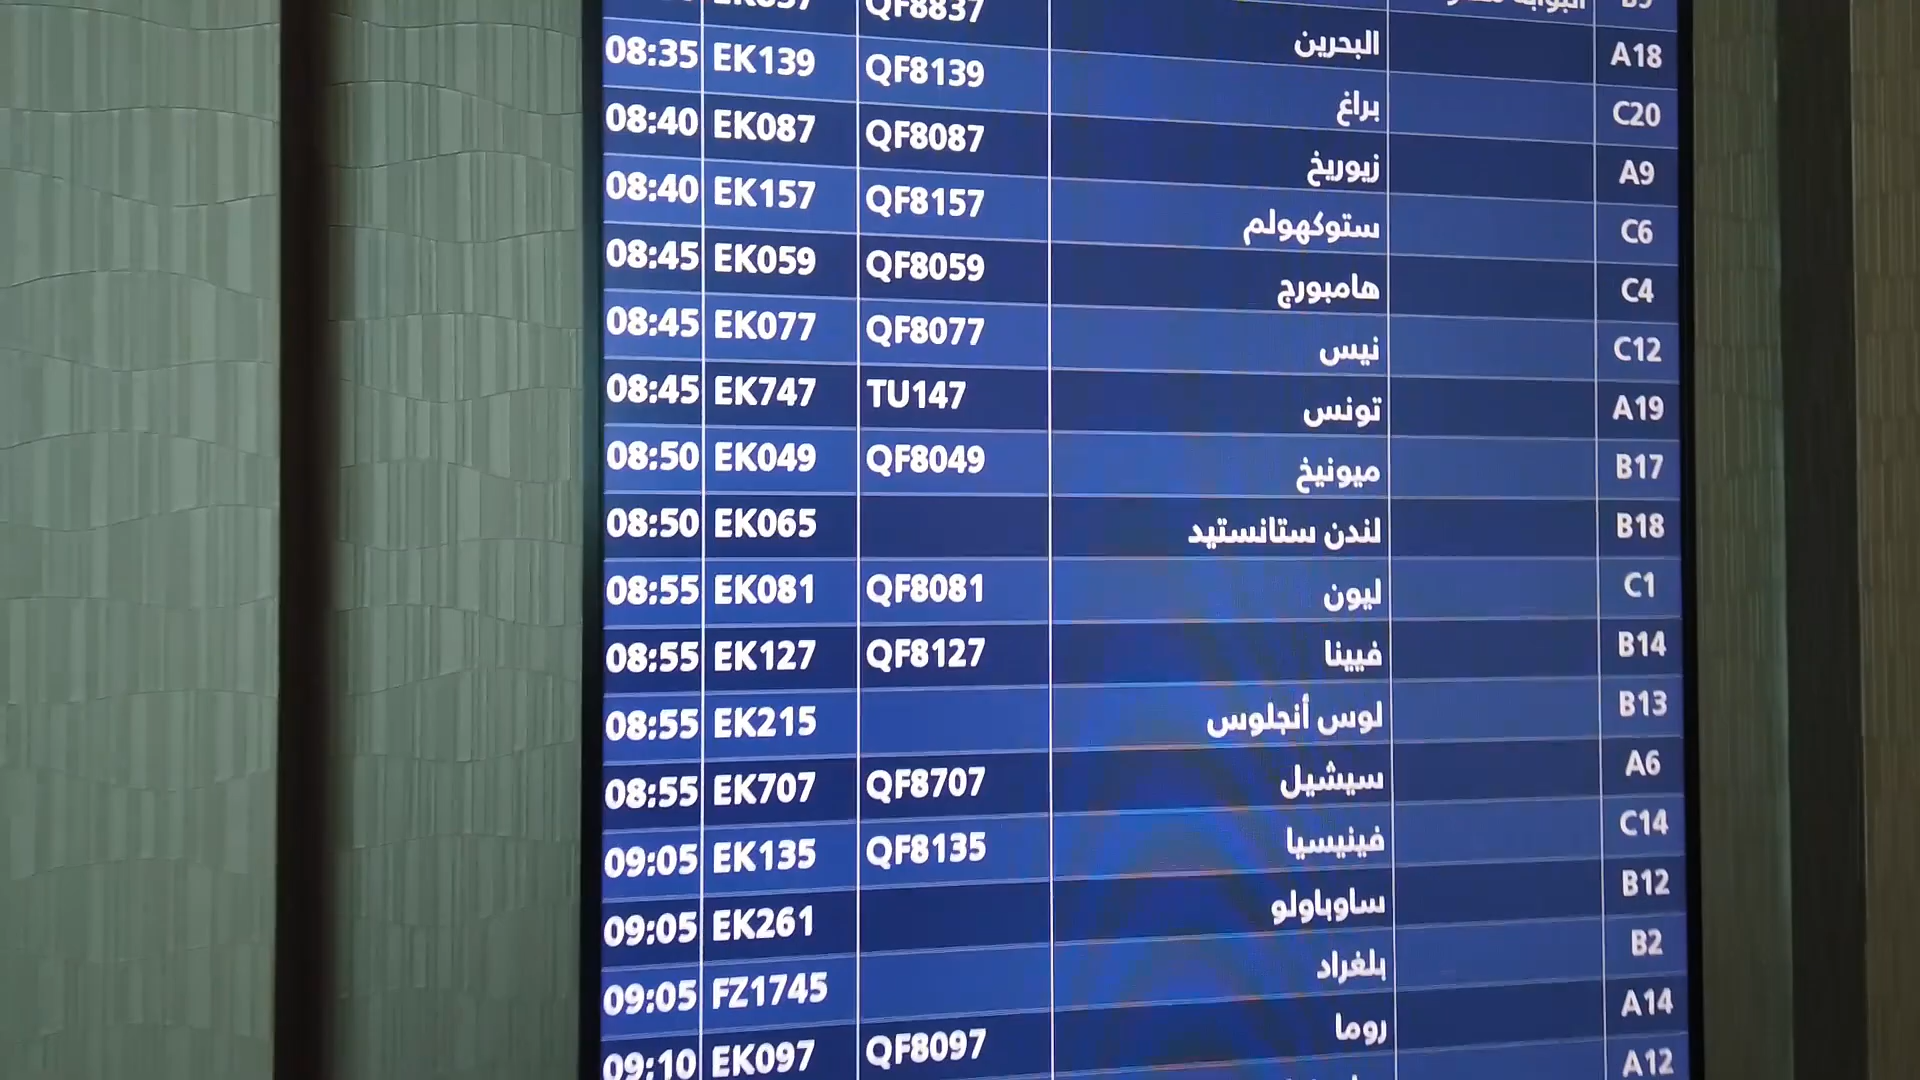 QF8837 البحرين A18
08:35 EK139 QF8139 براغ C20
08:40 EK087 QF8087 زيوريخ A9
08:40 EK157 QF8157 ستوكهولم C6
08:45 EK059 QF8059 هامبورج C4
08:45 EK077 QF8077 نيس C12
08:45 EK747 TU147 تونس A19
08:50 EK049 QF8049 ميونيخ B17
08:50 EK065 لندن ستانستيد B18
08:55 EK081 QF8081 ليون C1
08:55 EK127 QF8127 فيينا B14
08:55 EK215 لوس أنجلوس B13
08:55 EK707 QF8707 سيشيل A6
09:05 EK135 QF8135 فينيسيا C14
09:05 EK261 ساوباولو B12
09:05 FZ1745 بلغراد B2
09:10 EK097 QF8097 روما A14
A12